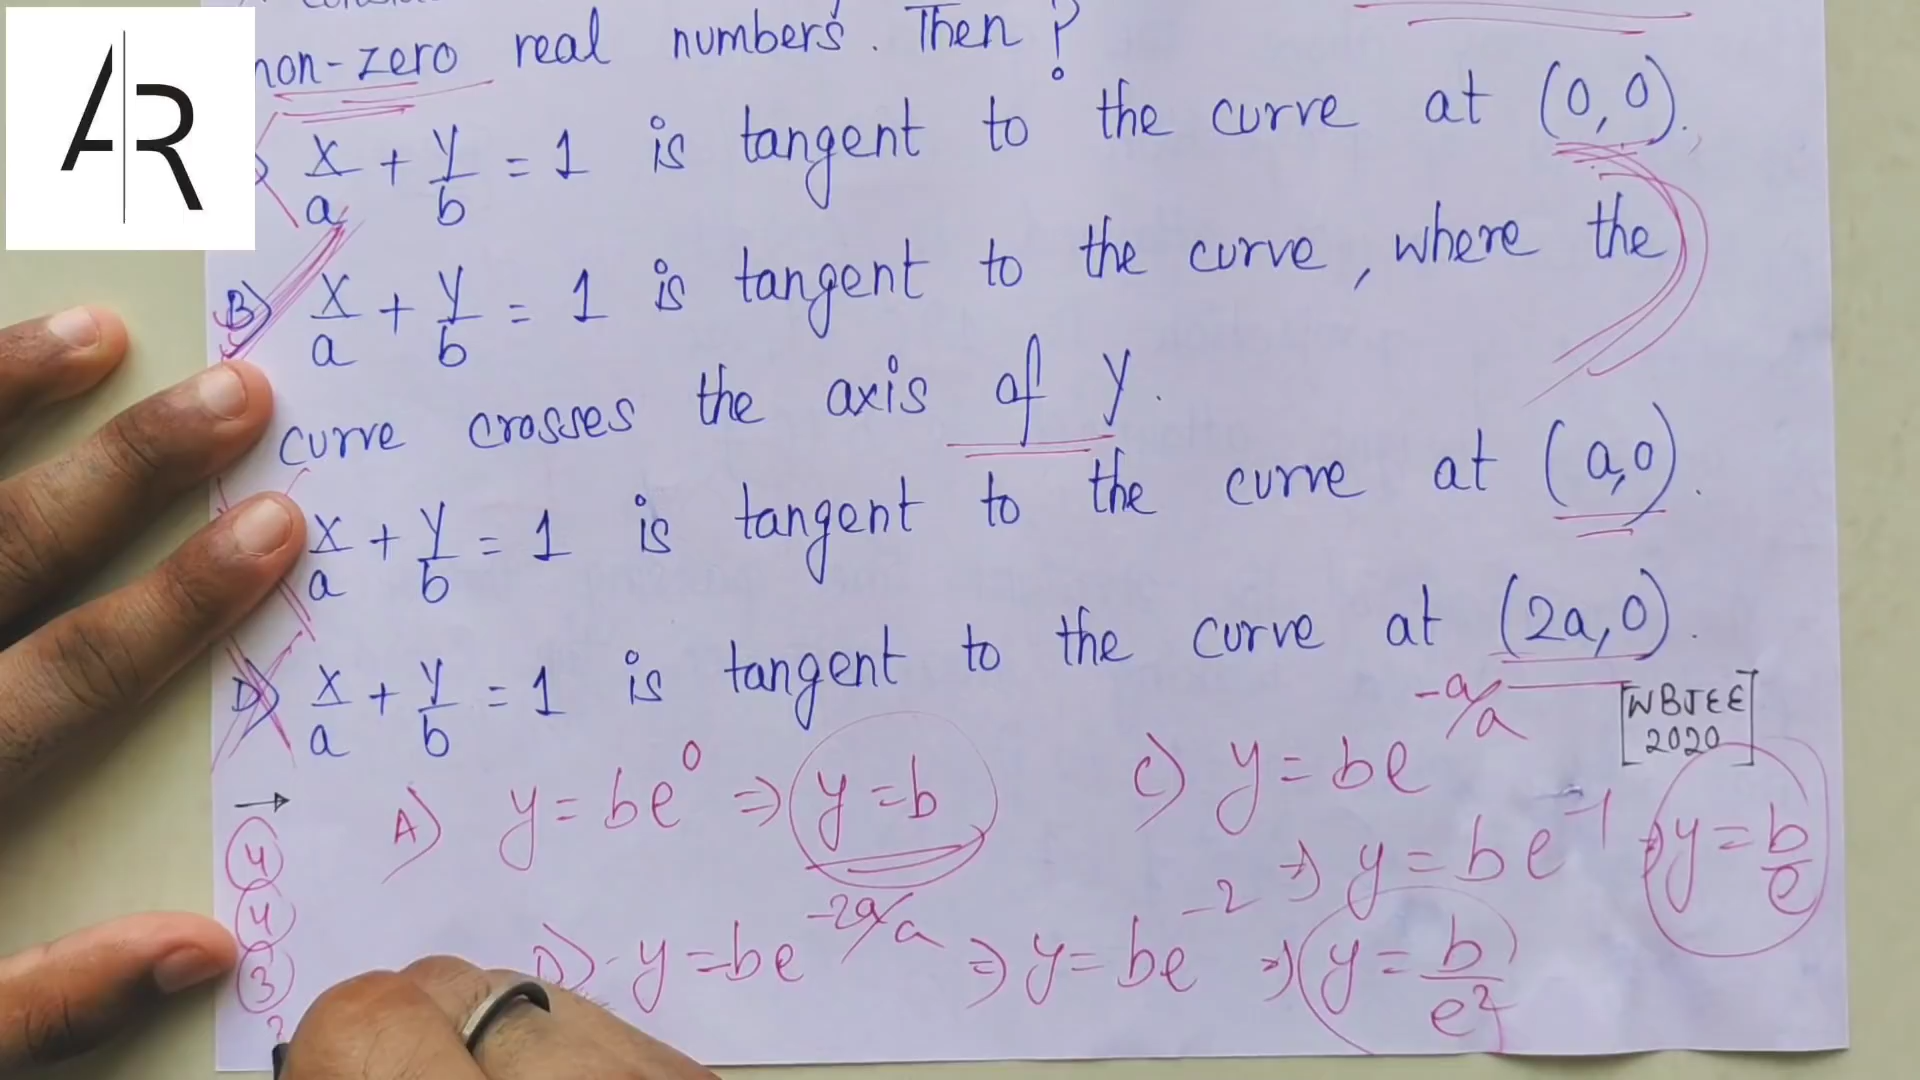 AR
non-zero real numbers. Then ?
x/a + y/b = 1 is tangent to the curve at (0,0).
B) x/a + y/b = 1 is tangent to the curve, where the
curve crosses the axis of y.
x/a + y/b = 1 is tangent to the curve at (a,0).
D) x/a + y/b = 1 is tangent to the curve at (2a,0).
[WBJEE
2020]
→
A) y = be^0 ⇒ y = b
C) y = be^-a/a
⇒ y = be^-1 ⇒ y = b/e
D) y = be^-2a/a ⇒ y = be^-2 ⇒ y = b/e^2
4
4
3
2